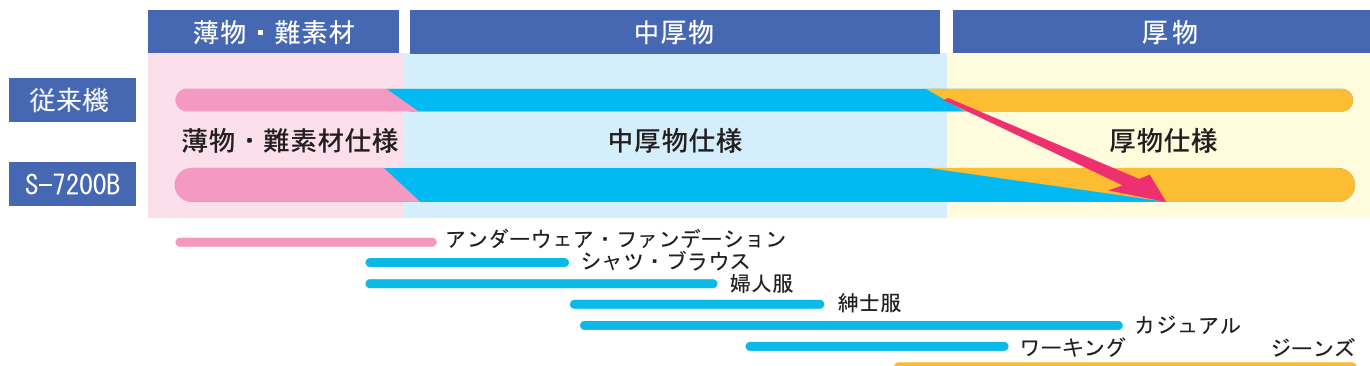 薄物・難素材 中厚物 厚物
従来機
薄物・難素材仕様 中厚物仕様 厚物仕様
S-7200B
アンダーウェア・ファンデーション
シャツ・ブラウス
婦人服
紳士服
カジュアル
ワーキング ジーンズ